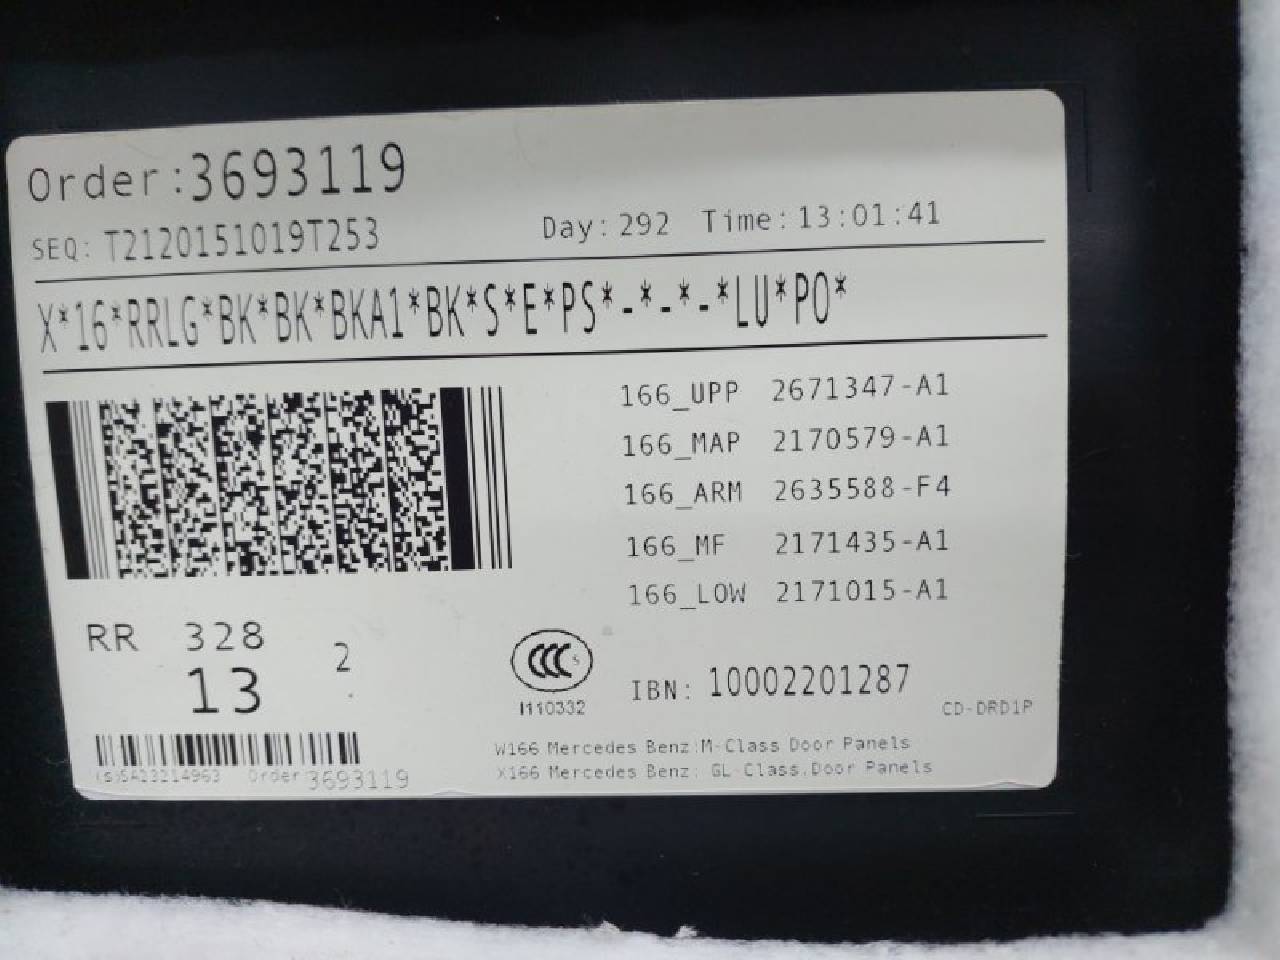 Order:3693119
SEQ: T2120151019T253 Day:292 Time:13:01:41
X*16*RRLG*BK*BK*BKA1*BK*S*E*PS*-*-*-*LU*PO*
166_UPP 2671347-A1
166_MAP 2170579-A1
166_ARM 2635588-F4
166_MF 2171435-A1
166_LOW 2171015-A1
RR 328 2
13
CCC S
I110332
IBN: 10002201287
CD-DRD1P
(S)SA23214963 Order 3693119
W166 Mercedes Benz:M-Class Door Panels
X166 Mercedes Benz: GL-Class.Door Panels